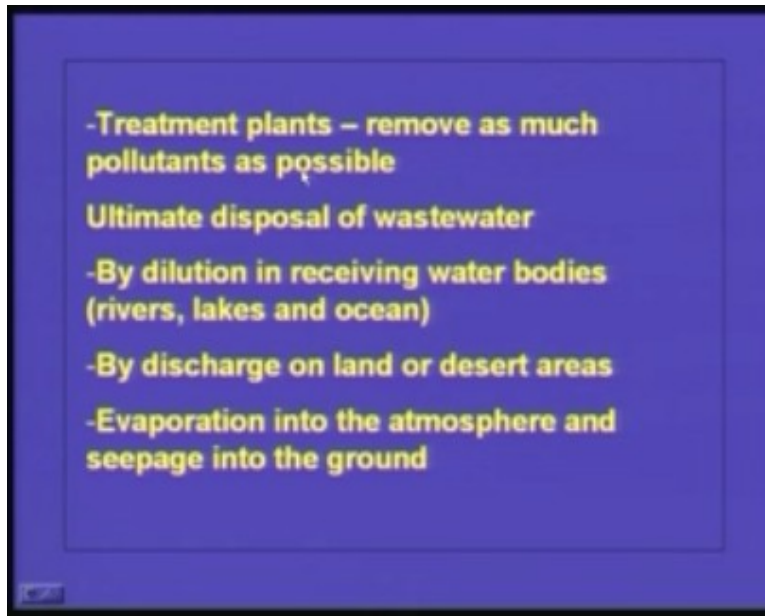 -Treatment plants – remove as much
pollutants as possible
Ultimate disposal of wastewater
-By dilution in receiving water bodies
(rivers, lakes and ocean)
-By discharge on land or desert areas
-Evaporation into the atmosphere and
seepage into the ground